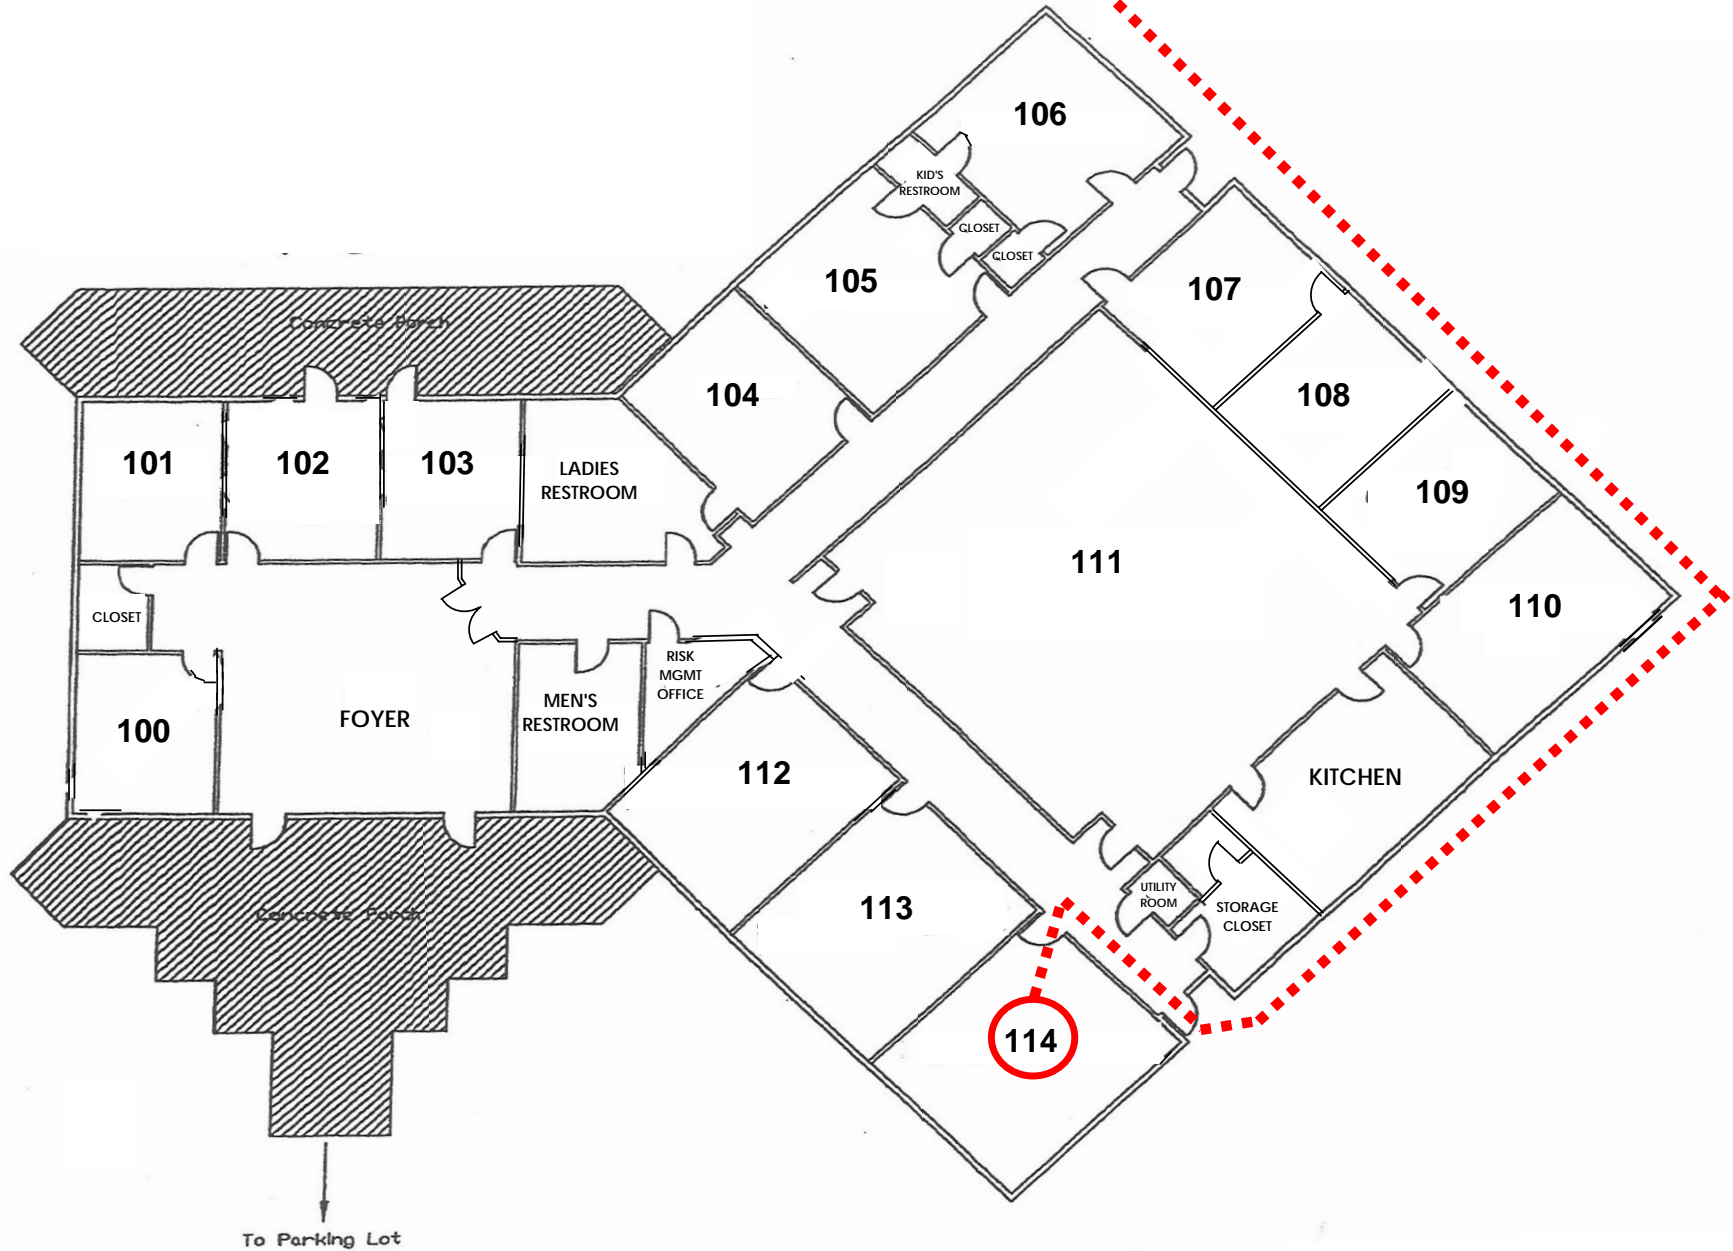 106
KID'S
RESTROOM
CLOSET
CLOSET
105
107
Concrete Porch
104
108
101
102
103
LADIES
RESTROOM
109
111
110
CLOSET
RISK
MGMT
OFFICE
100
FOYER
MEN'S
RESTROOM
112
KITCHEN
113
UTILITY
ROOM
STORAGE
CLOSET
Concrete Porch
114
To Parking Lot